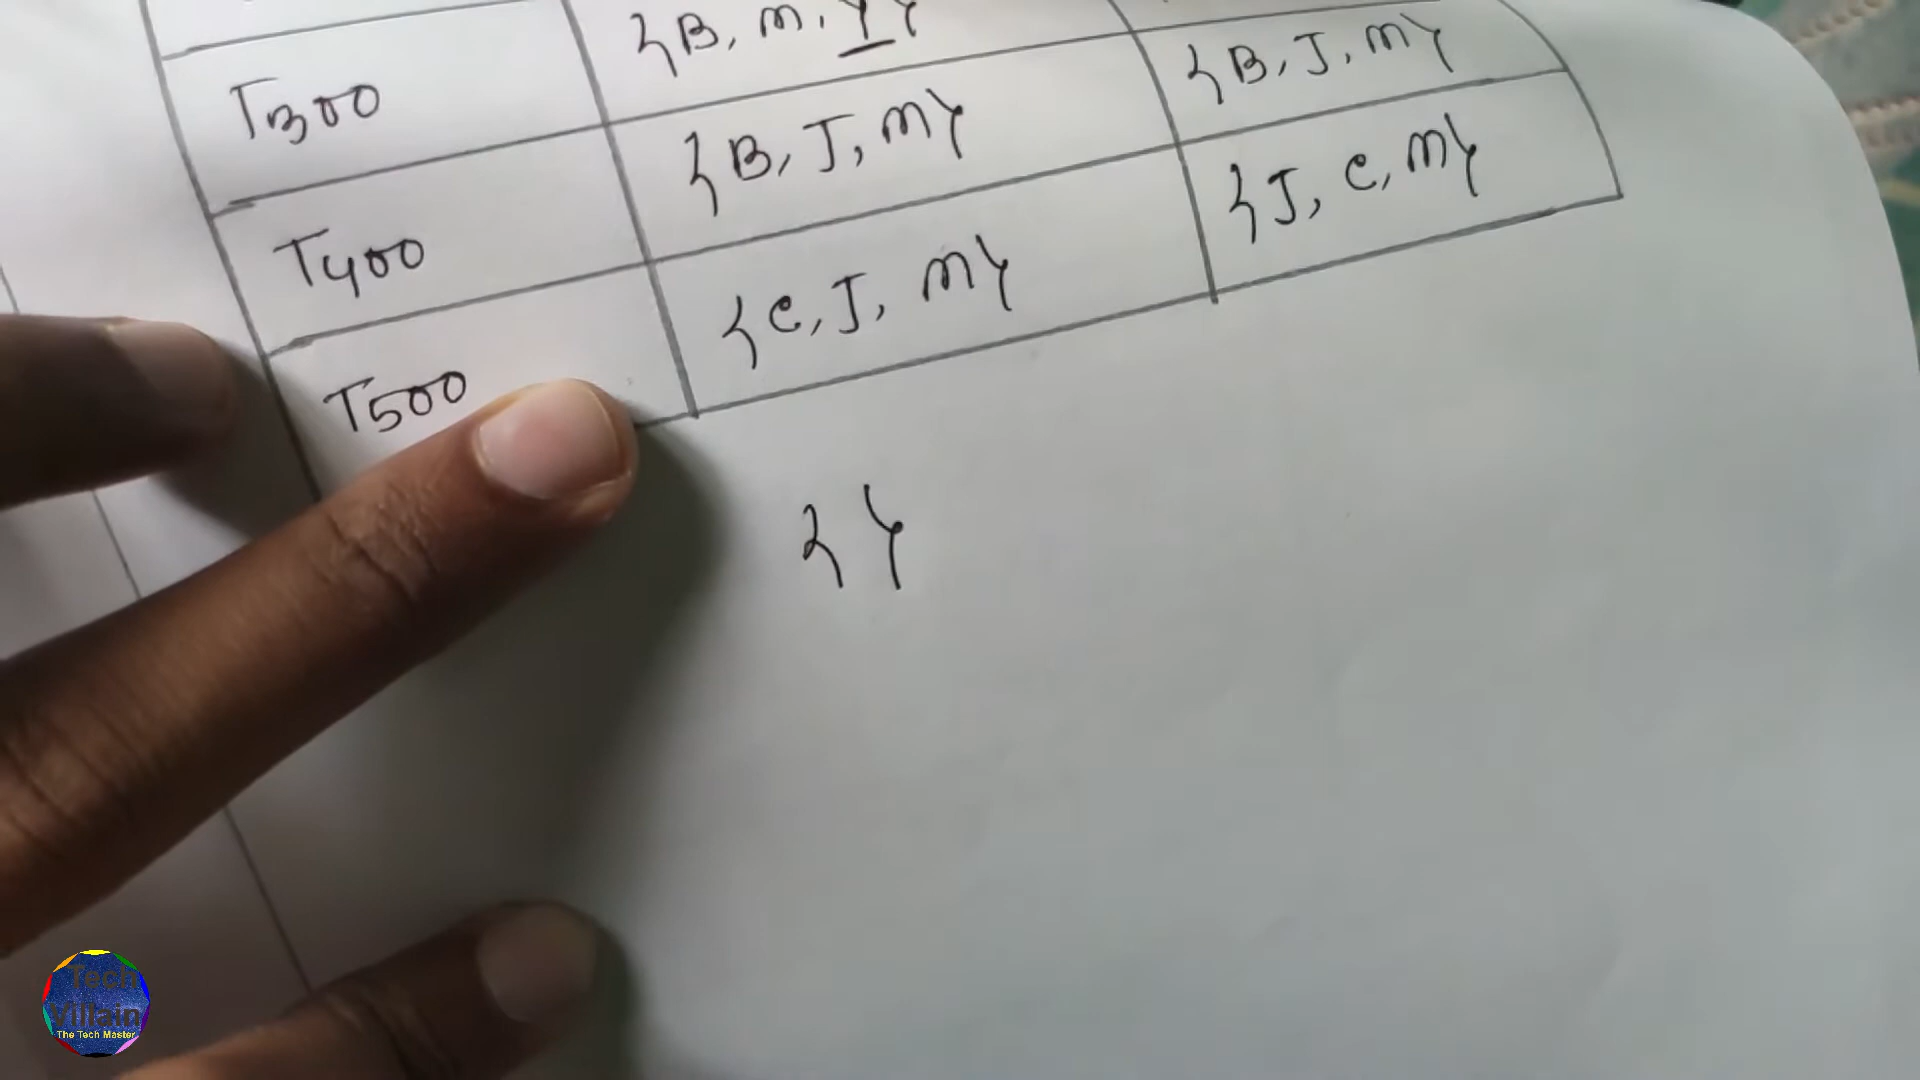 T300 {B, m, Y}
T400 {B, J, m} {B, J, m}
T500 {C, J, m} {J, C, m}
{ }
Tech
Villain
The Tech Master